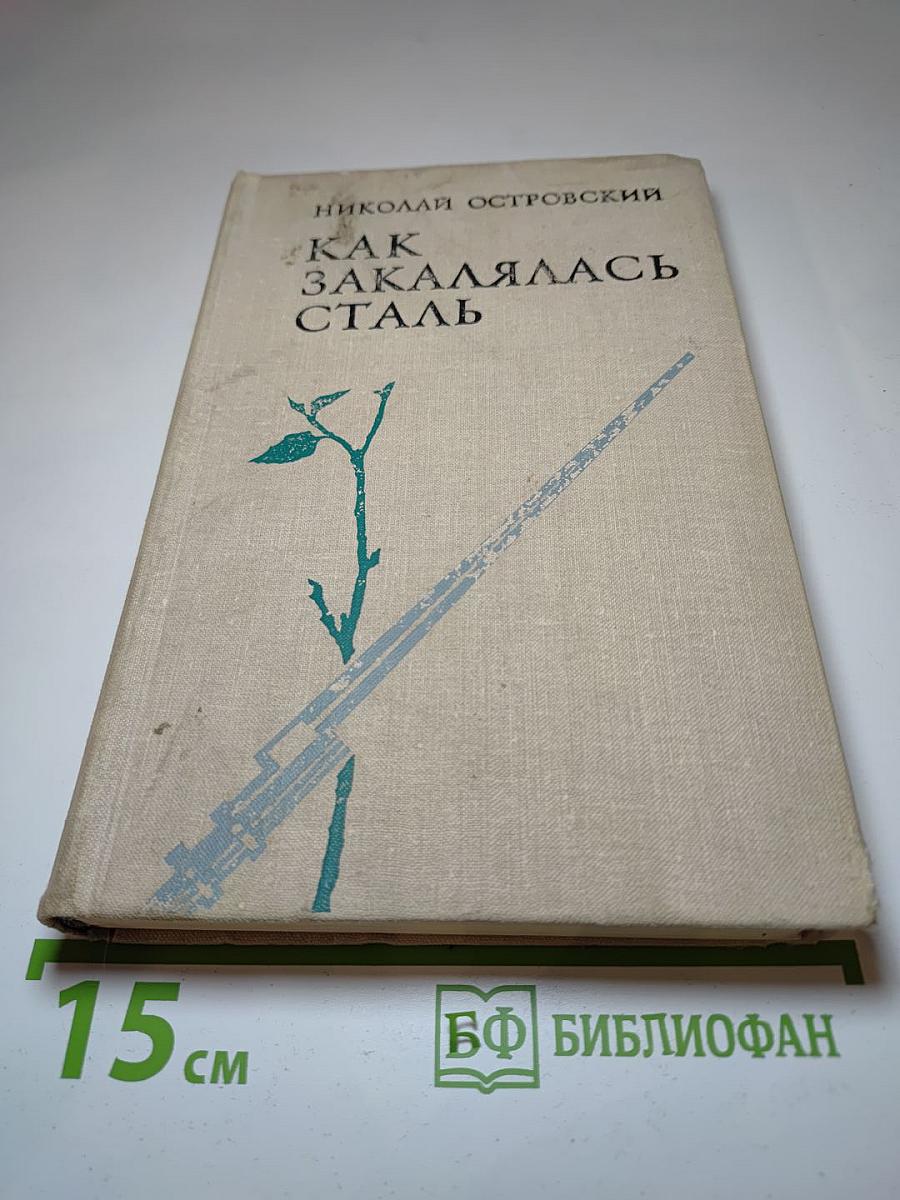 НИКОЛАЙ ОСТРОВСКИЙ
КАК
ЗАКАЛЯЛАСЬ
СТАЛЬ
15 см
БФ БИБЛИОФАН